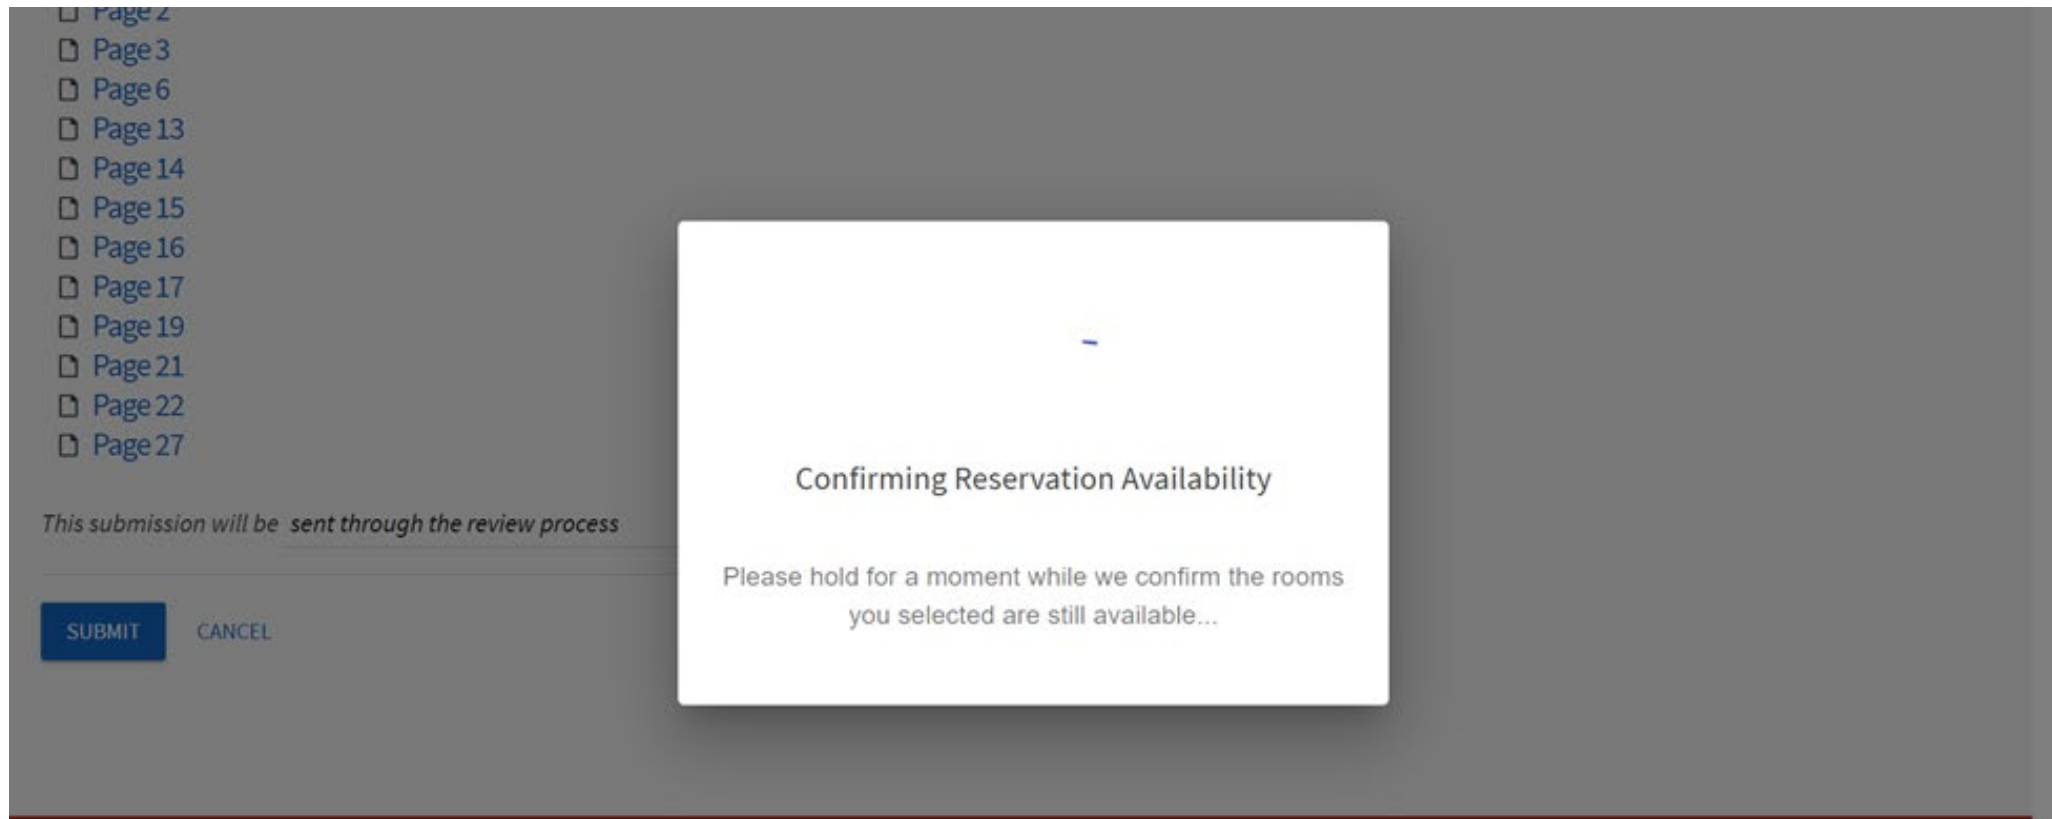 Page 2
Page 3
Page 6
Page 13
Page 14
Page 15
Page 16
Page 17
Page 19
Page 21
Page 22
Page 27
This submission will be sent through the review process
SUBMIT CANCEL
Confirming Reservation Availability
Please hold for a moment while we confirm the rooms
you selected are still available...